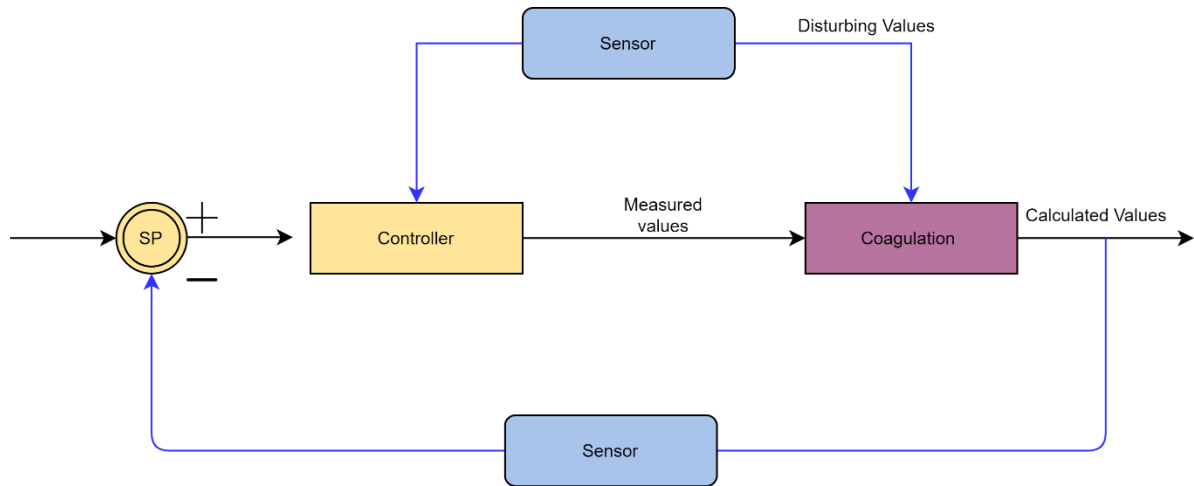 Sensor
Disturbing Values
SP
+
−
Controller
Measured
values
Coagulation
Calculated Values
Sensor